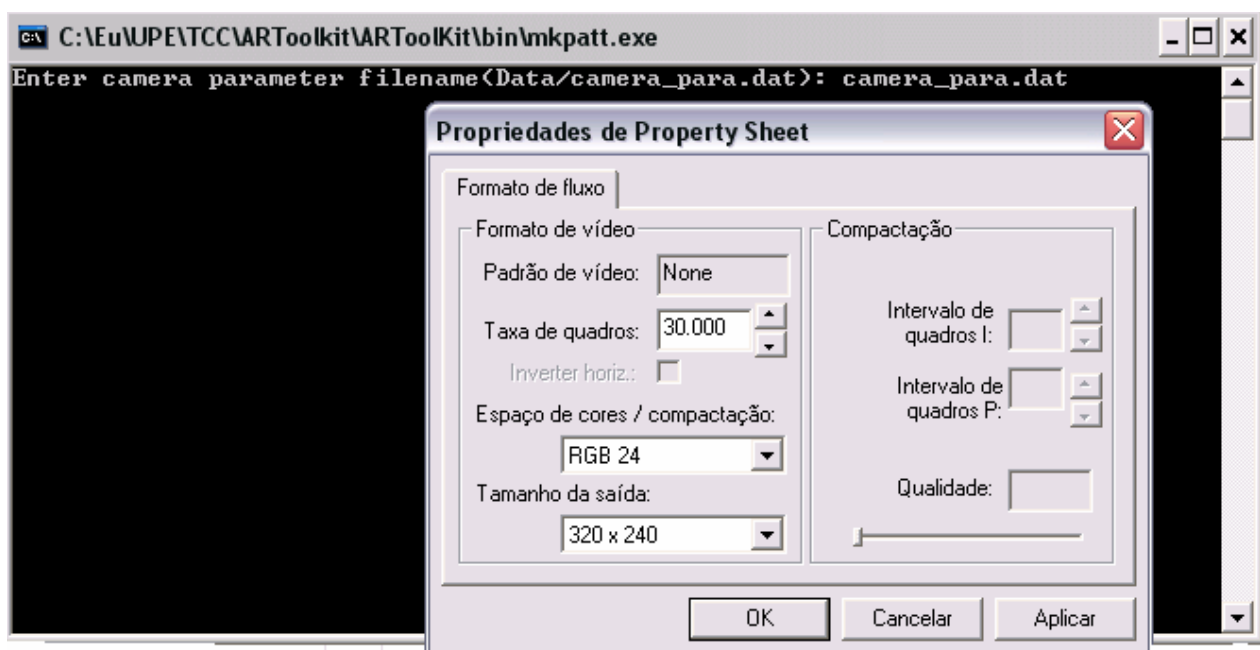 C:\Eu\UPE\TCC\ARToolkit\ARToolKit\bin\mkpatt.exe
Enter camera parameter filename(Data/camera_para.dat): camera_para.dat
Propriedades de Property Sheet
Formato de fluxo
Formato de vídeo
Padrão de vídeo: None
Taxa de quadros: 30.000
Inverter horiz.:
Espaço de cores / compactação:
RGB 24
Tamanho da saída:
320 x 240
Compactação
Intervalo de
quadros I:
Intervalo de
quadros P:
Qualidade:
OK Cancelar Aplicar